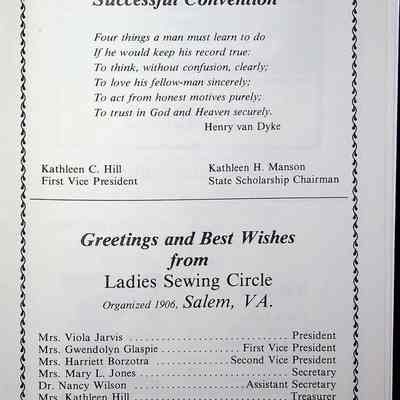 Successful Convention
Four things a man must learn to do
If he would keep his record true:
To think, without confusion, clearly;
To love his fellow-man sincerely;
To act from honest motives purely;
To trust in God and Heaven securely.
Henry van Dyke
Kathleen C. Hill Kathleen H. Manson
First Vice President State Scholarship Chairman
Greetings and Best Wishes
from
Ladies Sewing Circle
Organized 1906, Salem, VA.
Mrs. Viola Jarvis ........................ President
Mrs. Gwendolyn Glaspie ............ First Vice President
Mrs. Harriett Borzotra ............ Second Vice President
Mrs. Mary L. Jones ........................ Secretary
Dr. Nancy Wilson ................ Assistant Secretary
Mrs. Kathleen Hill ........................ Treasurer